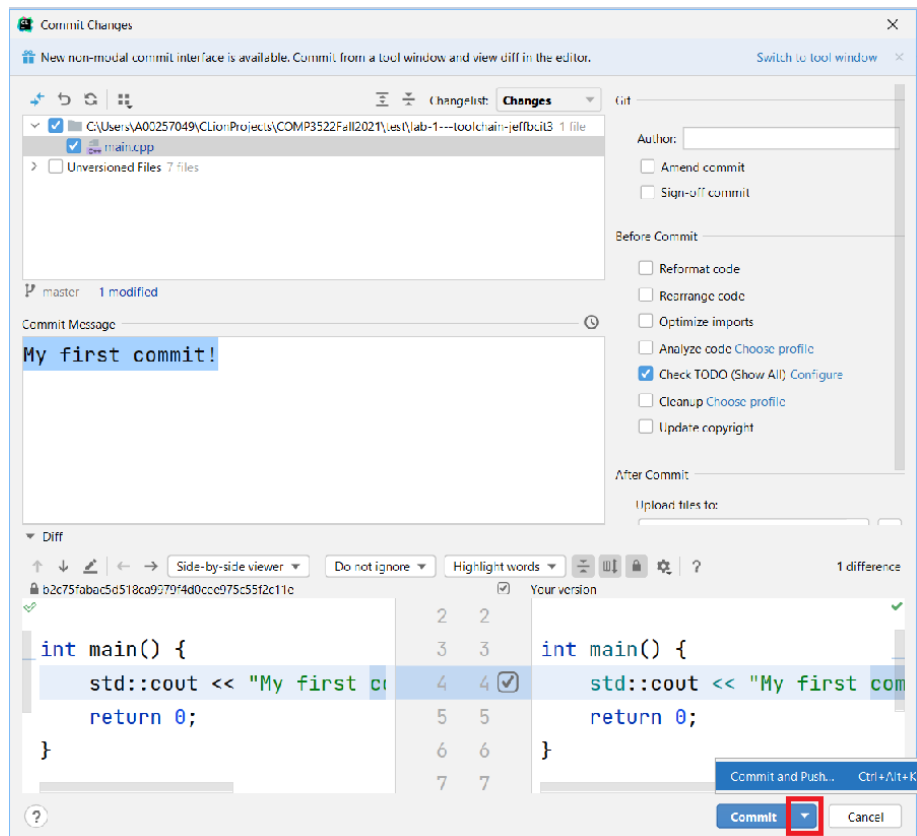 Commit Changes
New non-modal commit interface is available. Commit from a tool window and view diff in the editor. Switch to tool window
Changelist: Changes
C:\Users\A00257049\CLionProjects\COMP3522Fall2021\test\lab-1---toolchain-jeffbcit3 1 file
main.cpp
Unversioned Files 7 files
master 1 modified
Commit Message
My first commit!
Git
Author:
Amend commit
Sign-off commit
Before Commit
Reformat code
Rearrange code
Optimize imports
Analyze code Choose profile
Check TODO (Show All) Configure
Cleanup Choose profile
Update copyright
After Commit
Upload files to:
Diff
Side-by-side viewer Do not ignore Highlight words ? 1 difference
Your version
2 2
int main() { 3 3 int main() {
std::cout << "My first co 4 4 std::cout << "My first com
return 0; 5 5 return 0;
} 6 6 }
7 7
Commit and Push... Ctrl+Alt+K
? Commit Cancel